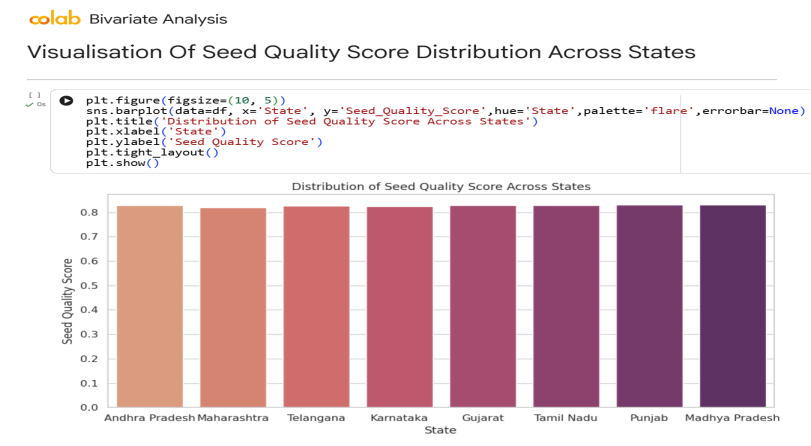 colab Bivariate Analysis
Visualisation Of Seed Quality Score Distribution Across States
[ ]
✓ 0s
plt.figure(figsize=(10, 5))
sns.barplot(data=df, x='State', y='Seed_Quality_Score',hue='State',palette='flare',errorbar=None)
plt.title('Distribution of Seed Quality Score Across States')
plt.xlabel('State')
plt.ylabel('Seed Quality Score')
plt.tight_layout()
plt.show()
Distribution of Seed Quality Score Across States
Seed Quality Score
0.8
0.7
0.6
0.5
0.4
0.3
0.2
0.1
0.0
Andhra Pradesh Maharashtra Telangana Karnataka Gujarat Tamil Nadu Punjab Madhya Pradesh
State